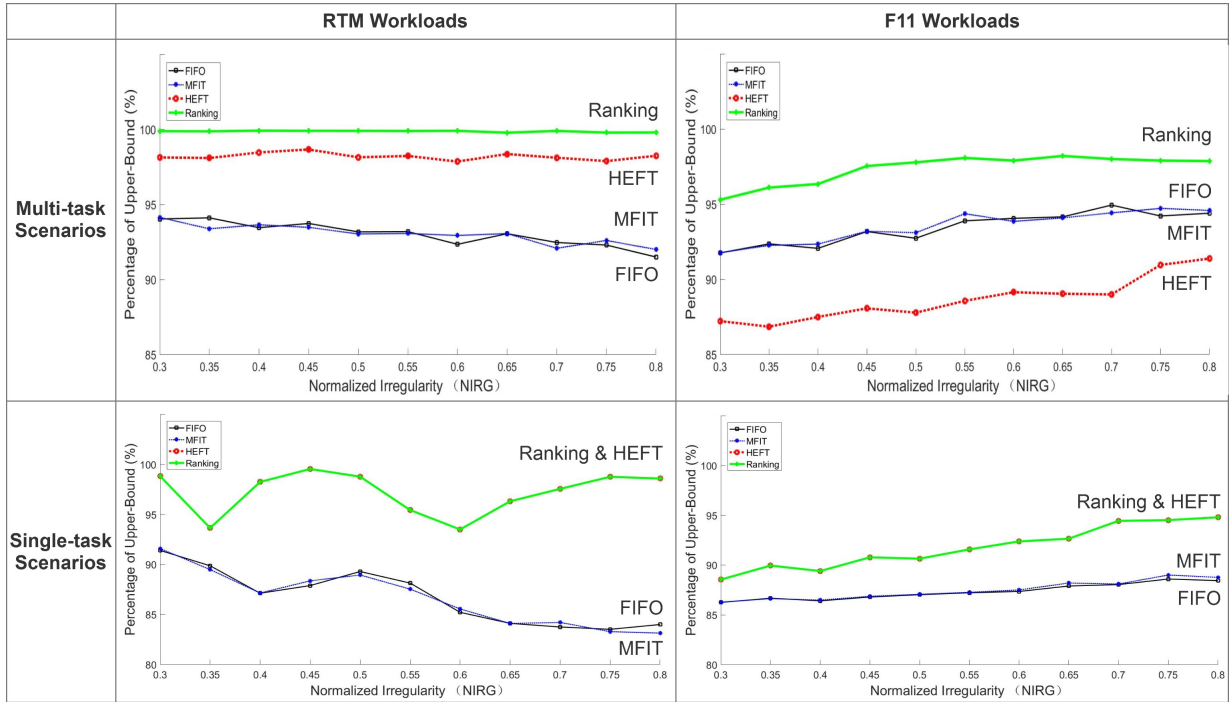 RTM Workloads
F11 Workloads
Multi-task
Scenarios
Percentage of Upper-Bound (%)
FIFO
MFIT
HEFT
Ranking
100
95
90
85
Ranking
HEFT
MFIT
FIFO
0.3 0.35 0.4 0.45 0.5 0.55 0.6 0.65 0.7 0.75 0.8
Normalized Irregularity （NIRG）
Percentage of Upper-Bound (%)
FIFO
MFIT
HEFT
Ranking
100
95
90
85
Ranking
FIFO
MFIT
HEFT
0.3 0.35 0.4 0.45 0.5 0.55 0.6 0.65 0.7 0.75 0.8
Normalized Irregularity （NIRG）
Single-task
Scenarios
Percentage of Upper-Bound (%)
FIFO
MFIT
HEFT
Ranking
100
95
90
85
80
Ranking & HEFT
FIFO
MFIT
0.3 0.35 0.4 0.45 0.5 0.55 0.6 0.65 0.7 0.75 0.8
Normalized Irregularity （NIRG）
Percentage of Upper-Bound (%)
FIFO
MFIT
HEFT
Ranking
100
95
90
85
80
Ranking & HEFT
MFIT
FIFO
0.3 0.35 0.4 0.45 0.5 0.55 0.6 0.65 0.7 0.75 0.8
Normalized Irregularity （NIRG）